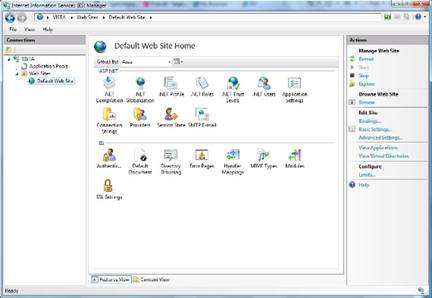 Internet Information Services (IIS) Manager
VISTA
Web Sites
Default Web Site
File View Help
Connections
VISTA
Application Pools
Web Sites
Default Web Site
Default Web Site Home
Group by: Area
ASP.NET
.NET Compilation
.NET Globalization
.NET Profile
.NET Roles
.NET Trust Levels
.NET Users
Application Settings
Connection Strings
Providers
Session State
SMTP E-mail
IIS
Authentic...
Default Document
Directory Browsing
Error Pages
Handler Mappings
MIME Types
Modules
SSL Settings
Features View
Content View
Actions
Manage Web Site
Restart
Start
Stop
Explore
Browse Web Site
Browse
Edit Site
Bindings...
Basic Settings...
Advanced Settings...
View Applications
View Virtual Directories
Configure
Limits...
Help
Ready